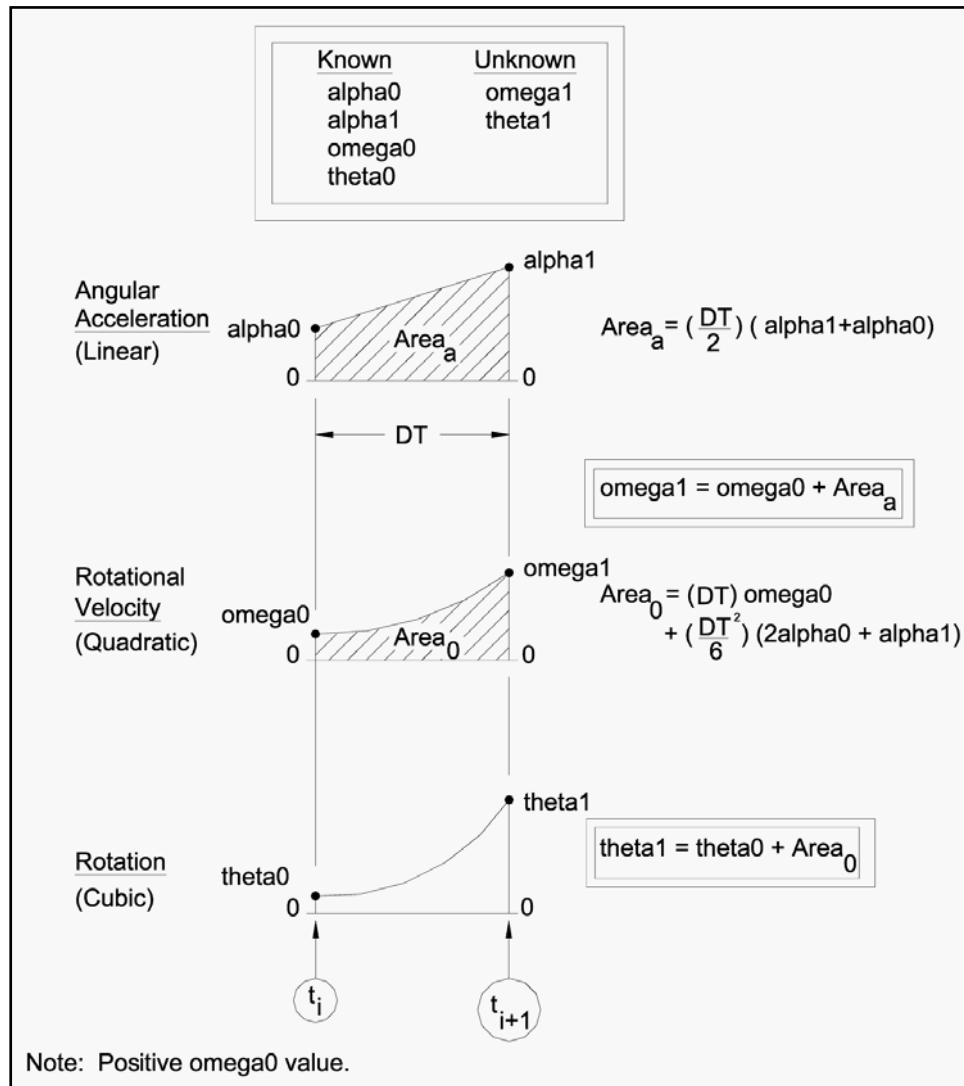 Known Unknown
alpha0 omega1
alpha1 theta1
omega0
theta0
alpha1
Angular
Acceleration
(Linear)
alpha0
Area_a
Area_a = (DT/2) ( alpha1+alpha0)
0 0
DT
omega1 = omega0 + Area_a
omega1
Rotational
Velocity
(Quadratic)
omega0
Area_0
Area_0 = (DT) omega0
+ (DT²/6) (2alpha0 + alpha1)
0 0
theta1
theta1 = theta0 + Area_0
Rotation
(Cubic)
theta0
0 0
t_i t_i+1
Note: Positive omega0 value.